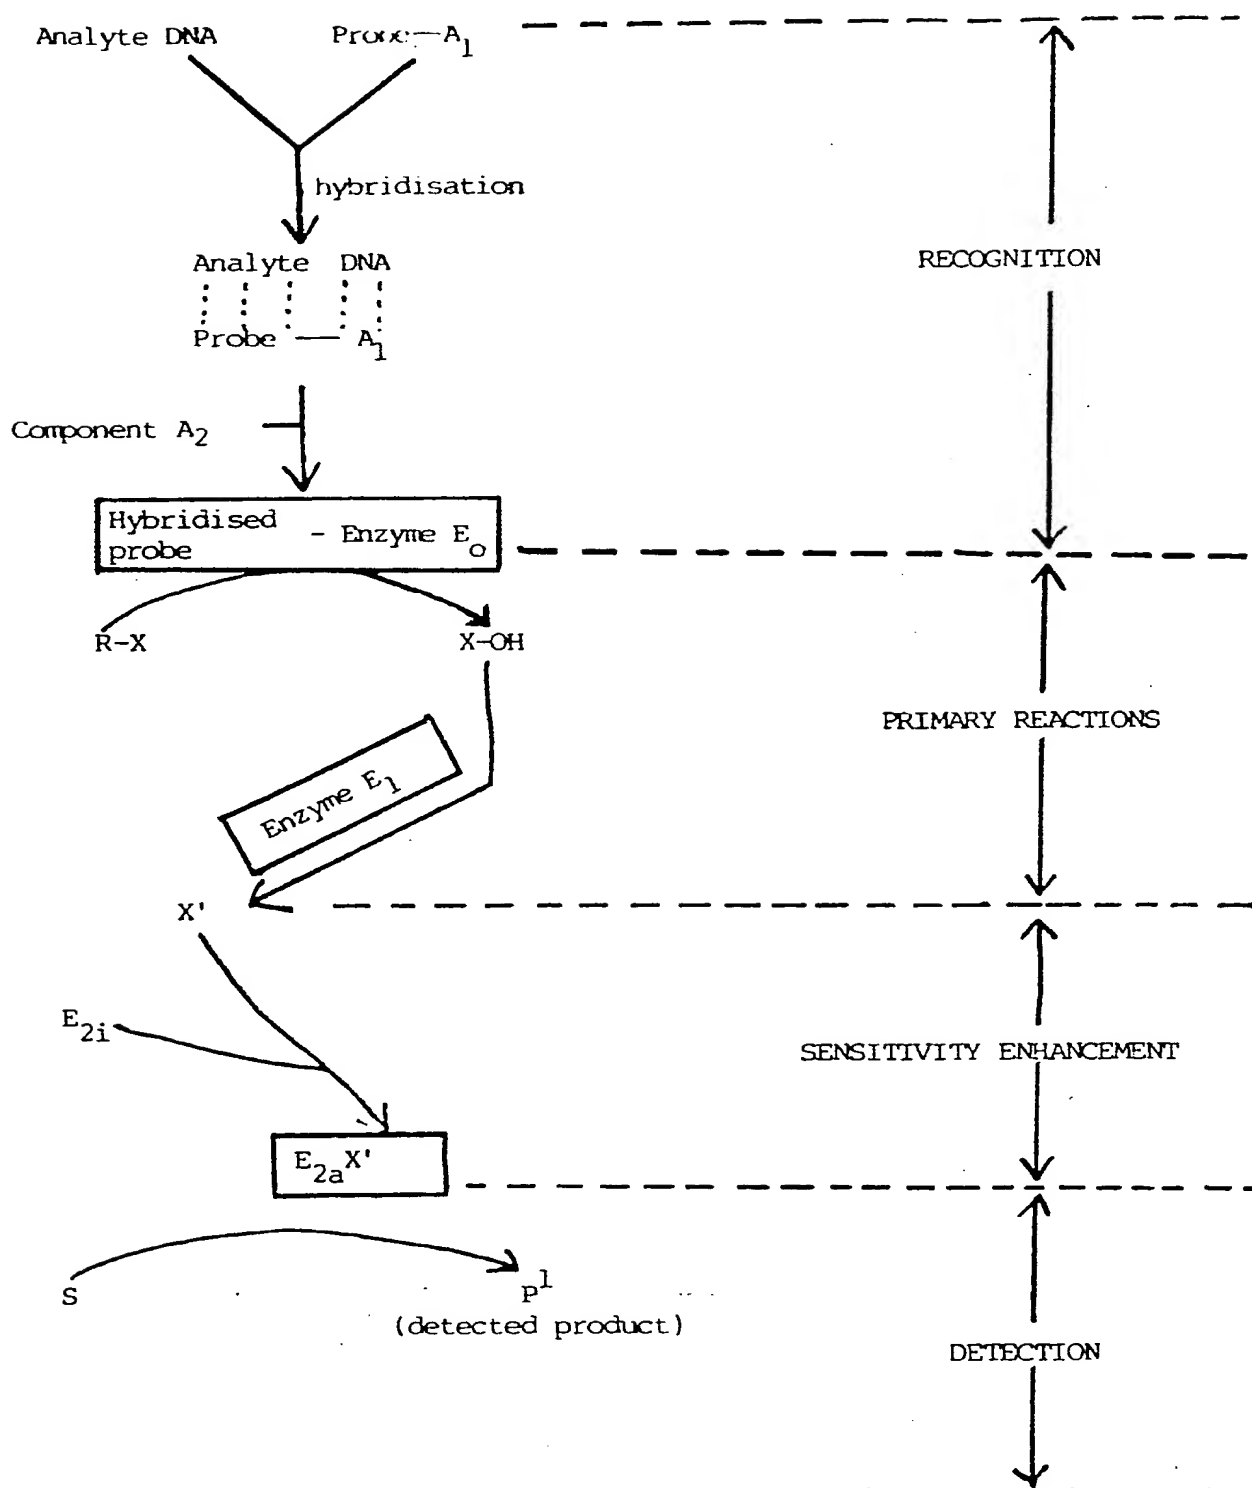 Analyte DNA Probe—A1
hybridisation
Analyte DNA
RECOGNITION
Probe — A1
Component A2
Hybridised
probe - Enzyme Eo
R-X X-OH
PRIMARY REACTIONS
Enzyme E1
X'
E2i
SENSITIVITY ENHANCEMENT
E2aX'
S P1
(detected product)
DETECTION